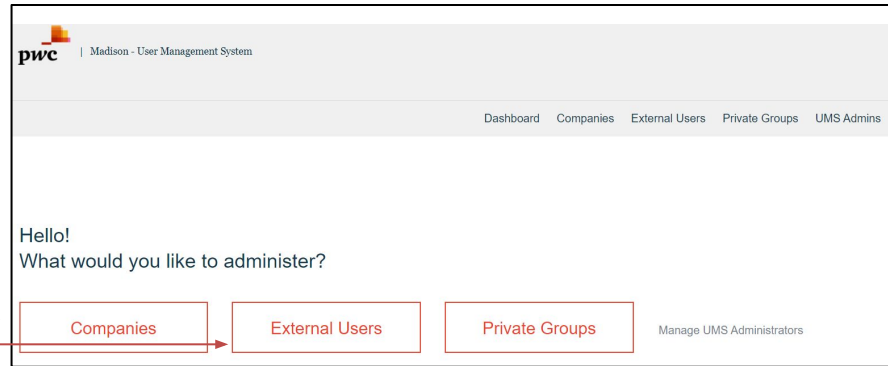 pwc | Madison - User Management System
Dashboard Companies External Users Private Groups UMS Admins
Hello!
What would you like to administer?
Companies External Users Private Groups Manage UMS Administrators